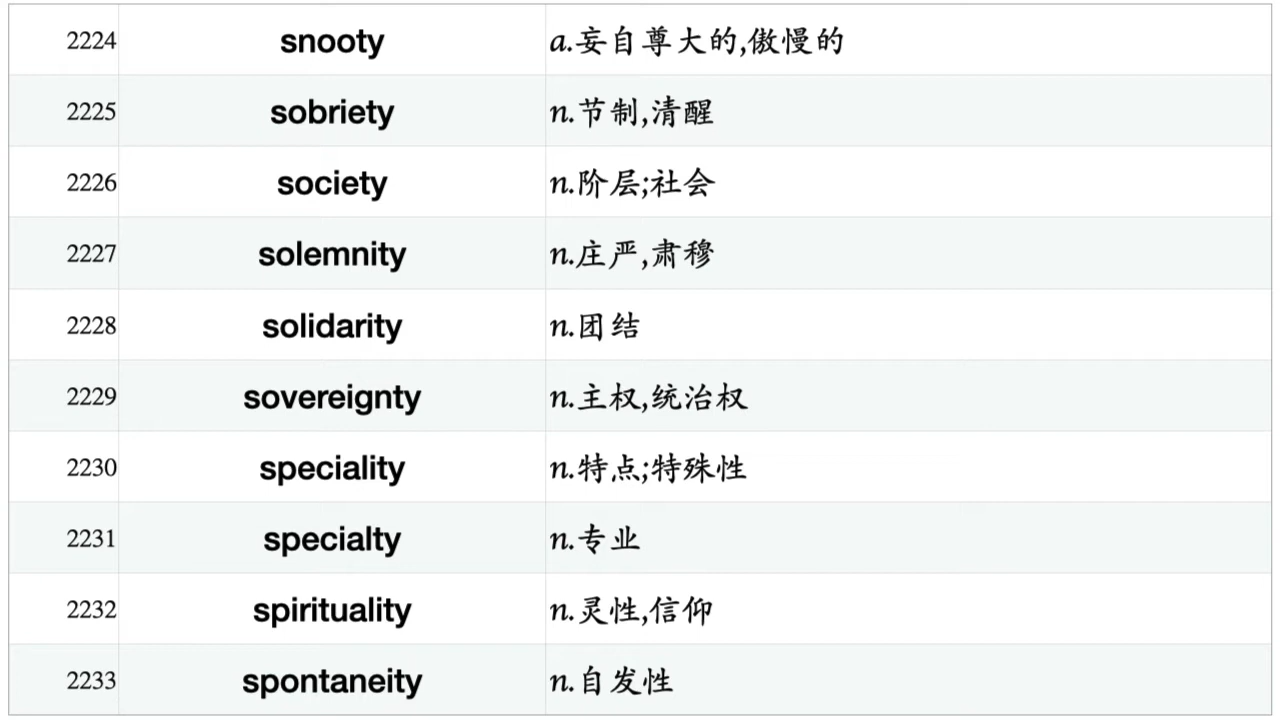 2224 snooty a.妄自尊大的,傲慢的
2225 sobriety n.节制,清醒
2226 society n.阶层;社会
2227 solemnity n.庄严,肃穆
2228 solidarity n.团结
2229 sovereignty n.主权,统治权
2230 speciality n.特点;特殊性
2231 specialty n.专业
2232 spirituality n.灵性,信仰
2233 spontaneity n.自发性